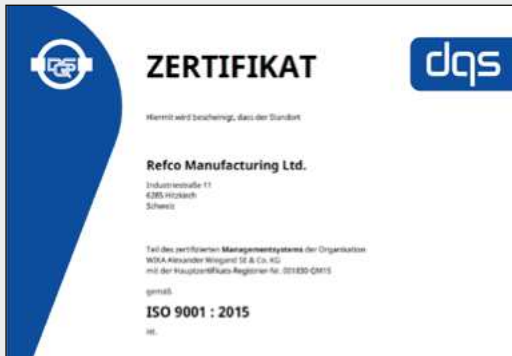 ZERTIFIKAT
dqs
Hiermit wird bescheinigt, dass der Standort
Refco Manufacturing Ltd.
Industriestraße 11
6285 Hitzkirch
Schweiz
Teil des zertifizierten Managementsystems der Organisation
WIKA Alexander Wiegand SE & Co. KG
mit der Hauptzertifikats-Registrier-Nr. 001830 QM15
gemäß
ISO 9001 : 2015
ist.